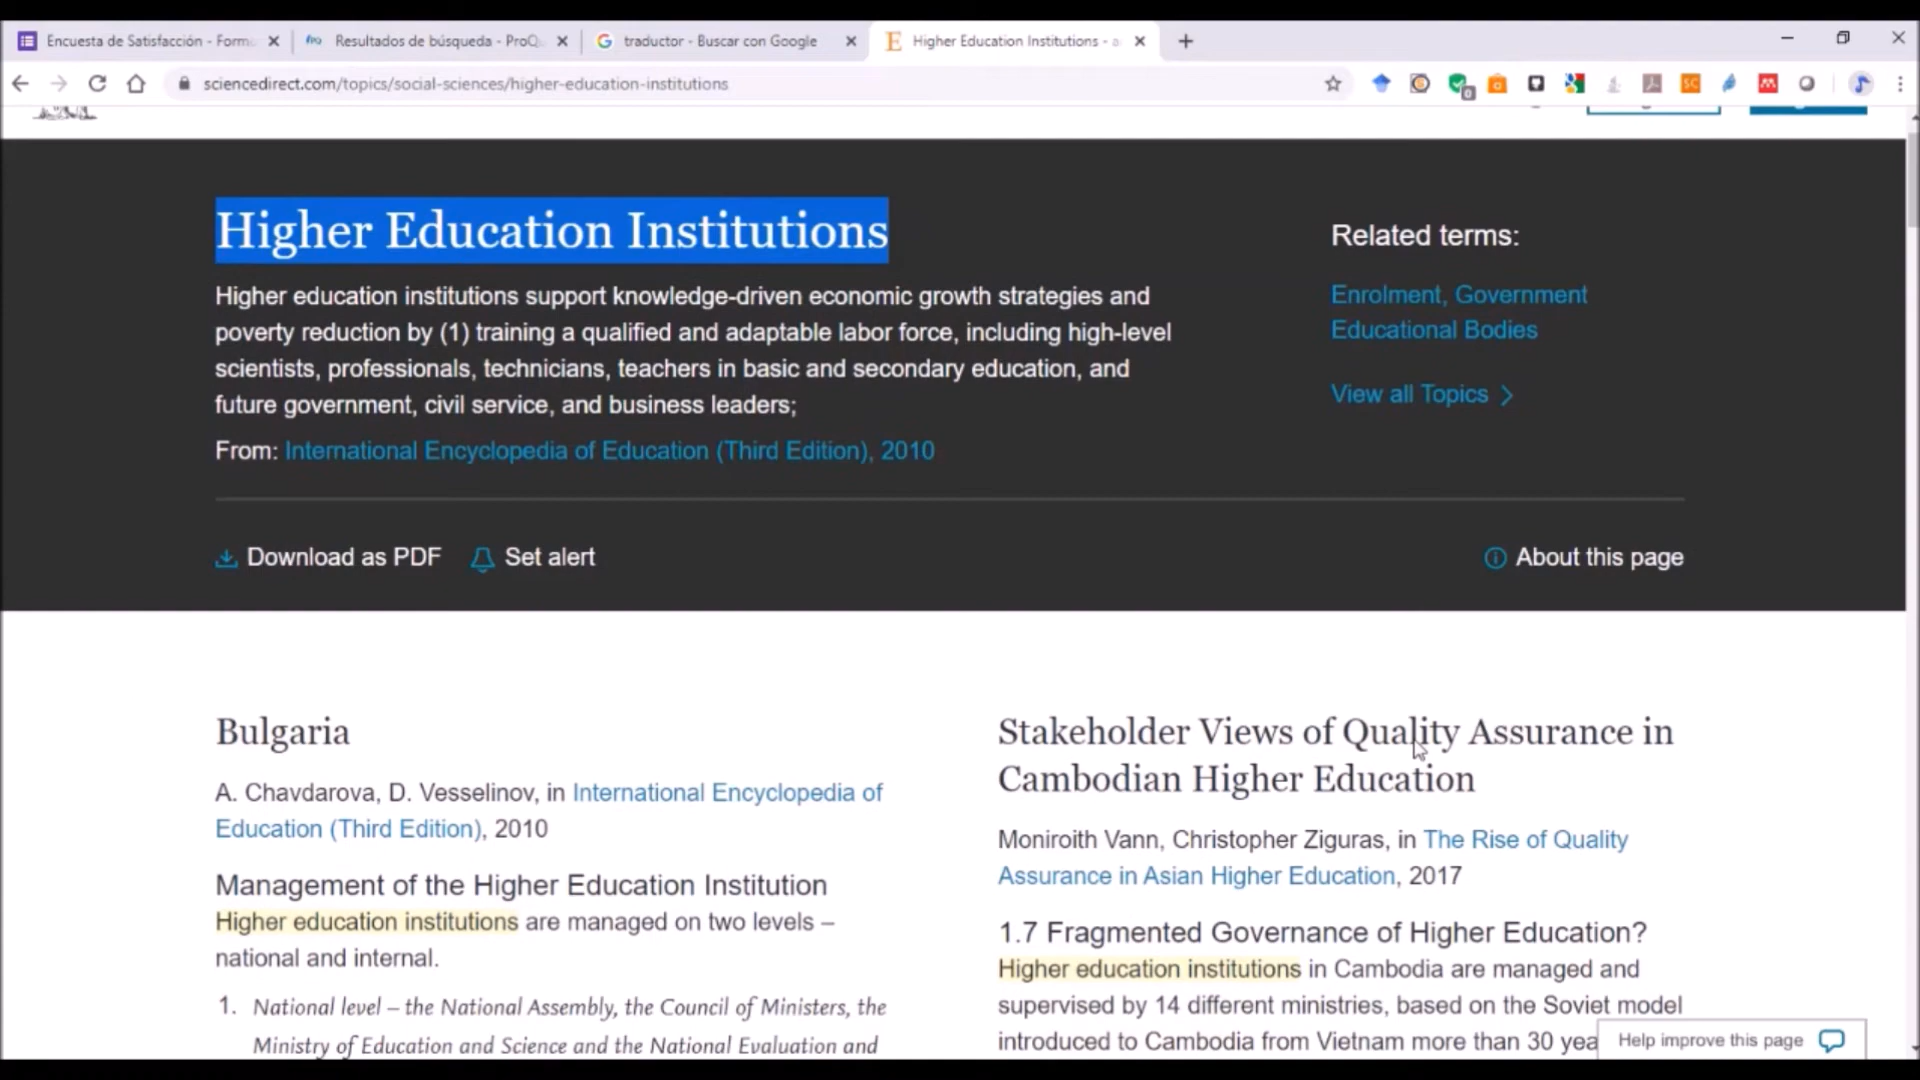 Encuesta de Satisfacción - Form
Resultados de búsqueda - ProQ
traductor - Buscar con Google
Higher Education Institutions - a
sciencedirect.com/topics/social-sciences/higher-education-institutions
Higher Education Institutions
Higher education institutions support knowledge-driven economic growth strategies and
poverty reduction by (1) training a qualified and adaptable labor force, including high-level
scientists, professionals, technicians, teachers in basic and secondary education, and
future government, civil service, and business leaders;
From: International Encyclopedia of Education (Third Edition), 2010
Related terms:
Enrolment, Government
Educational Bodies
View all Topics
Download as PDF
Set alert
About this page
Bulgaria
A. Chavdarova, D. Vesselinov, in International Encyclopedia of
Education (Third Edition), 2010
Management of the Higher Education Institution
Higher education institutions are managed on two levels –
national and internal.
1. National level – the National Assembly, the Council of Ministers, the
Ministry of Education and Science and the National Evaluation and
Stakeholder Views of Quality Assurance in
Cambodian Higher Education
Moniroith Vann, Christopher Ziguras, in The Rise of Quality
Assurance in Asian Higher Education, 2017
1.7 Fragmented Governance of Higher Education?
Higher education institutions in Cambodia are managed and
supervised by 14 different ministries, based on the Soviet model
introduced to Cambodia from Vietnam more than 30 yea
Help improve this page